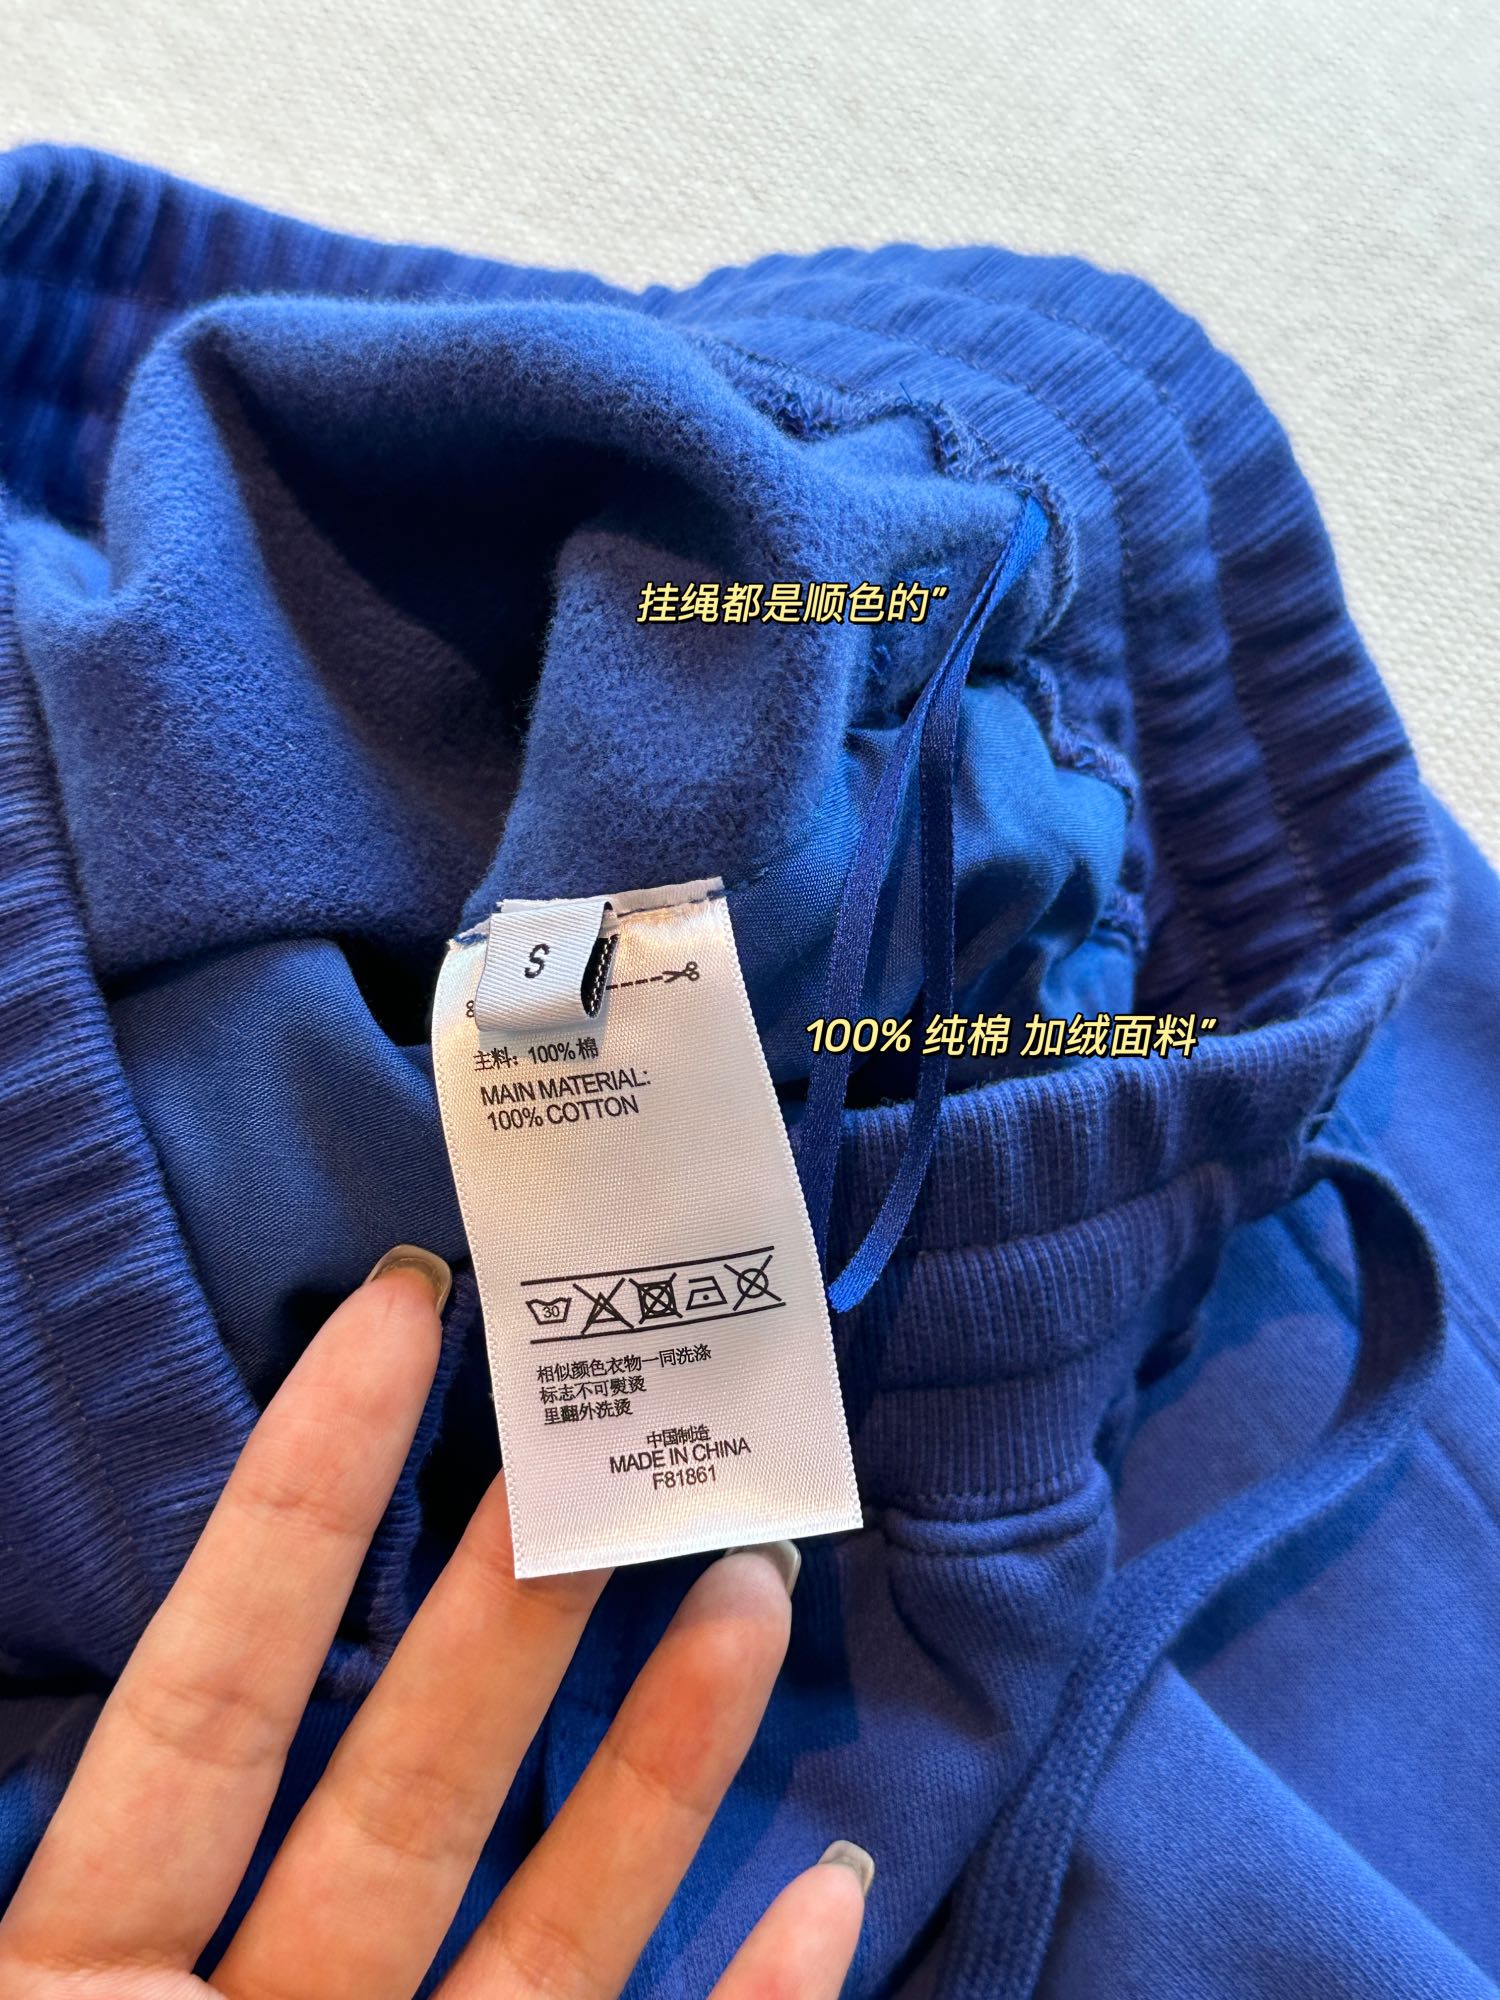 挂绳都是顺色的”
S
100% 纯棉 加绒面料”
主料：100%棉
MAIN MATERIAL:
100% COTTON
30
相似颜色衣物一同洗涤
标志不可熨烫
里翻外洗烫
中国制造
MADE IN CHINA
F81861